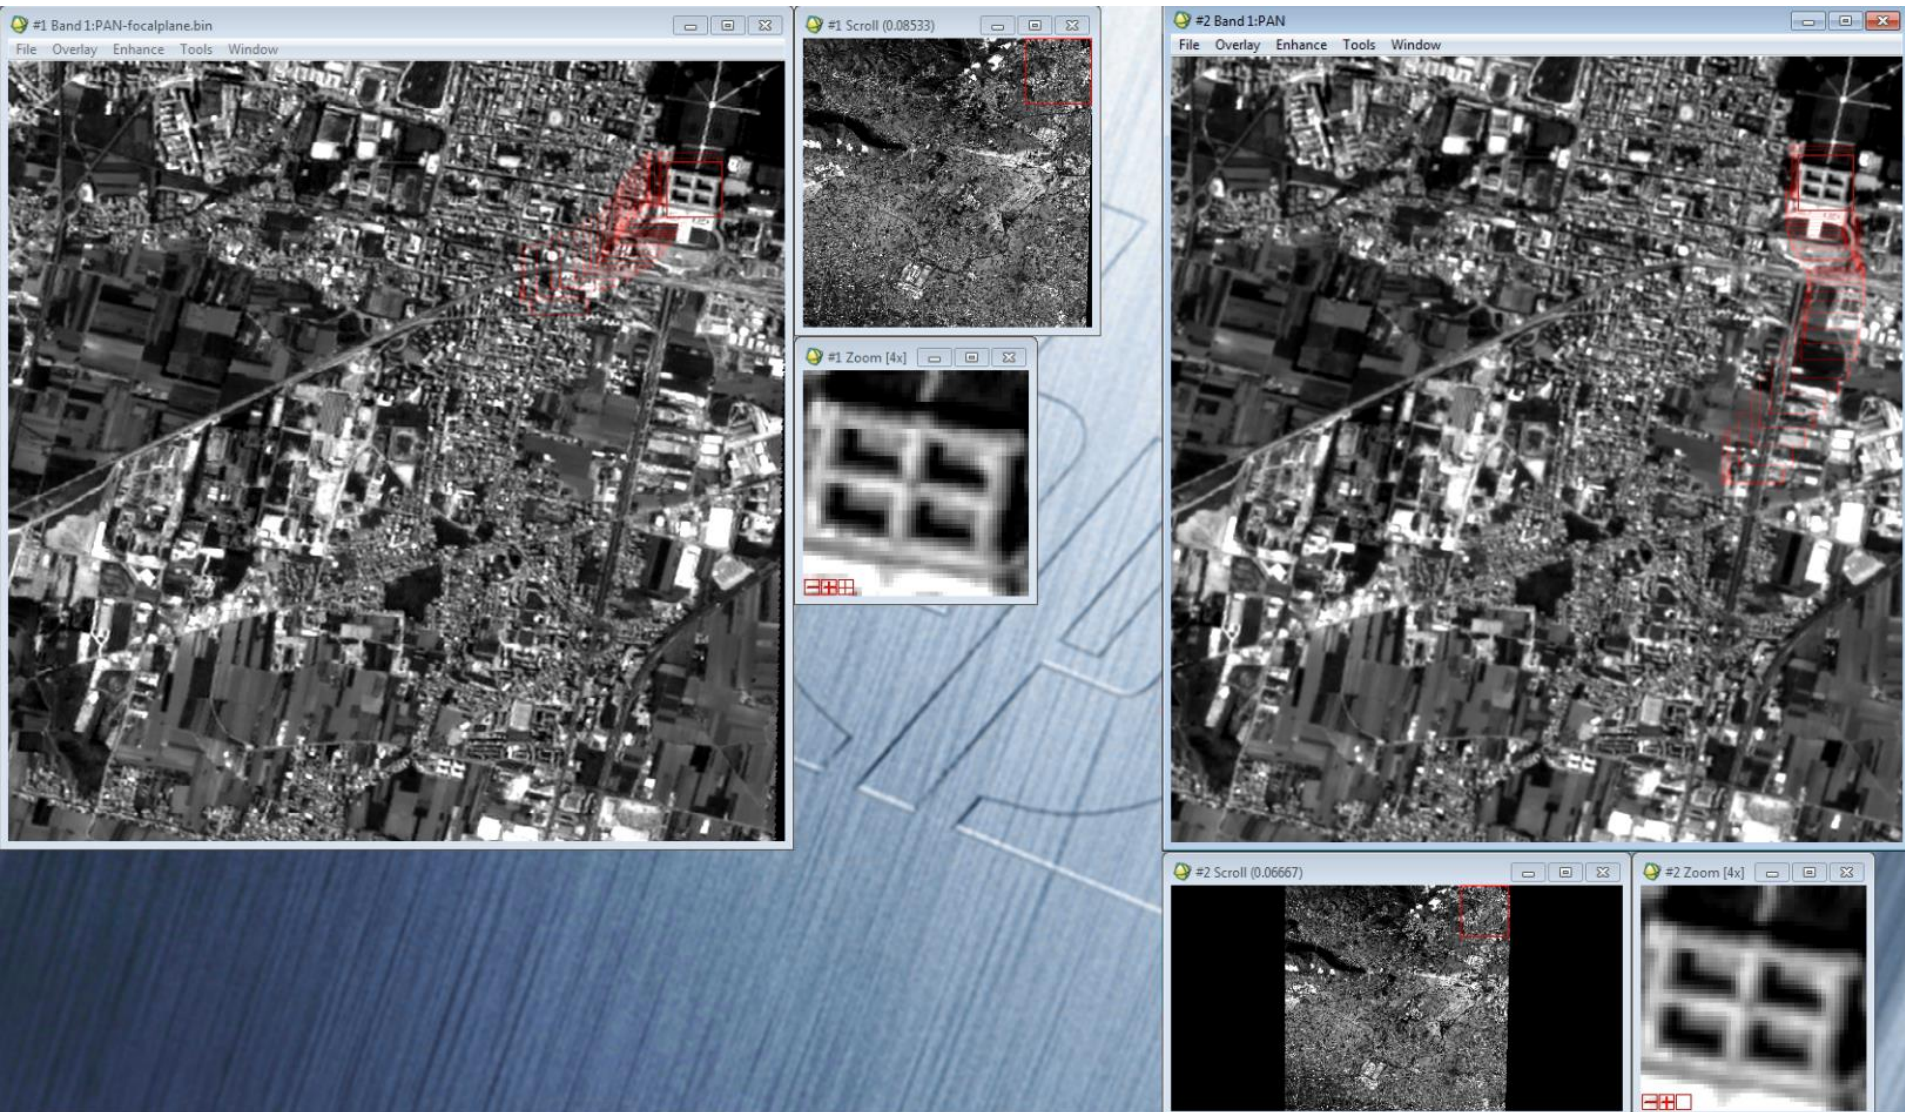 #1 Band 1:PAN-focalplane.bin
File Overlay Enhance Tools Window
#1 Scroll (0.08533)
#1 Zoom [4x]
#2 Band 1:PAN
File Overlay Enhance Tools Window
#2 Scroll (0.06667)
#2 Zoom [4x]